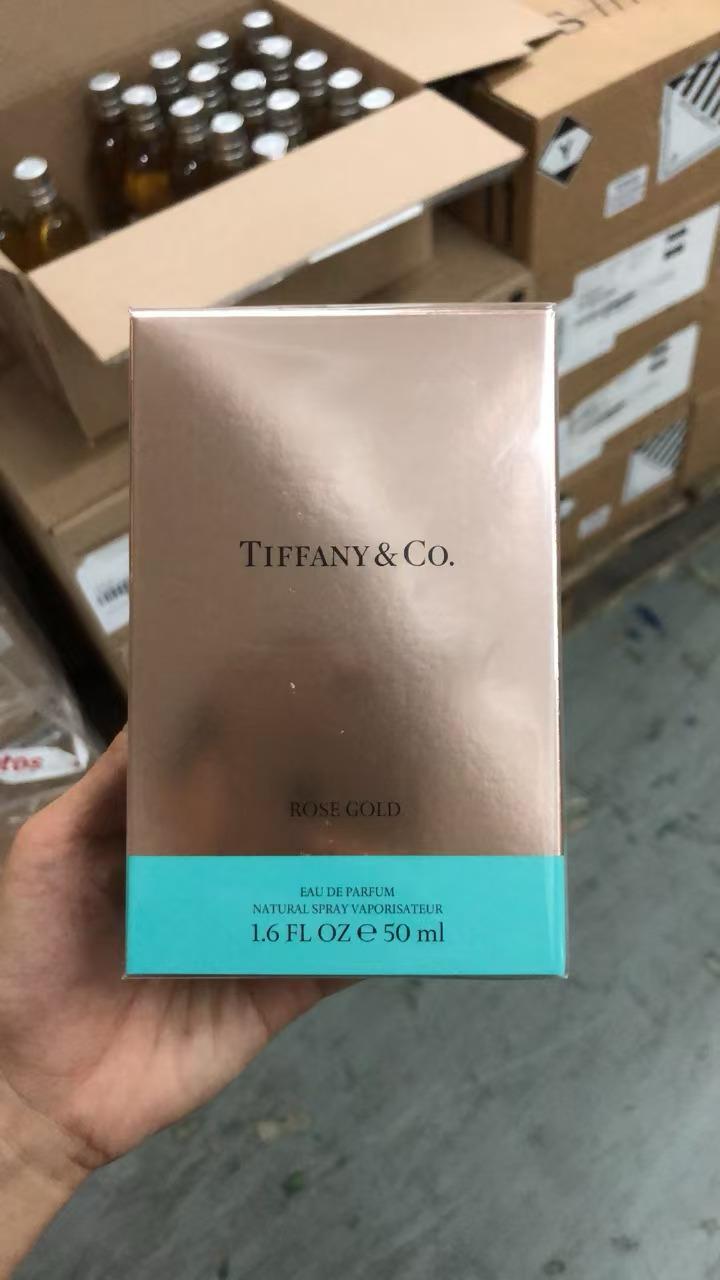 TIFFANY & CO.
ROSE GOLD
EAU DE PARFUM
NATURAL SPRAY VAPORISATEUR
1.6 FL OZ ℮ 50 ml